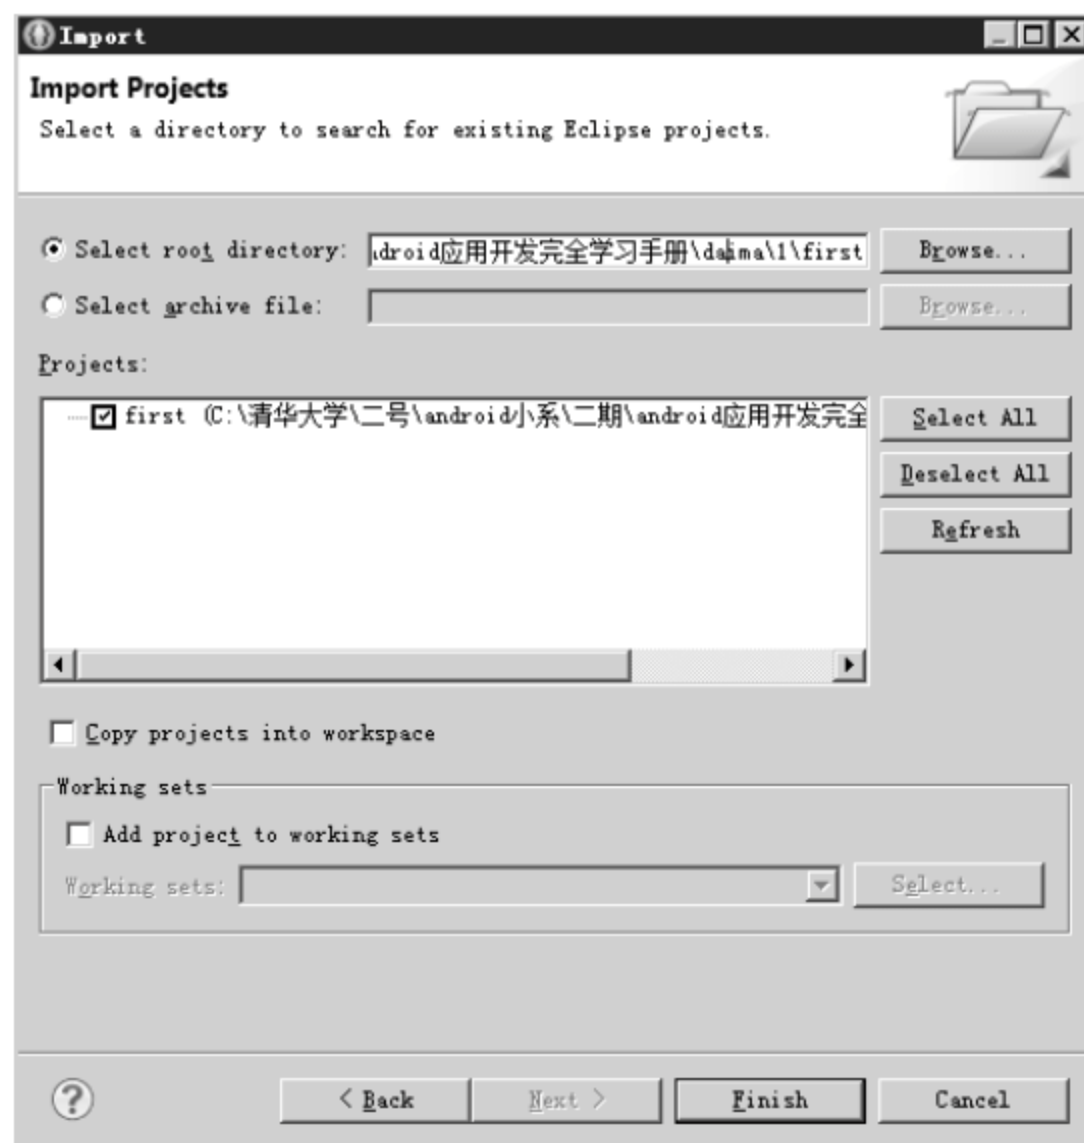 Import
Import Projects
Select a directory to search for existing Eclipse projects.
Select root directory: droid应用开发完全学习手册\daima\1\first Browse...
Select archive file: Browse...
Projects:
first (C:\清华大学\二号\android小\系\二期\android应用开发完全
Select All
Deselect All
Refresh
Copy projects into workspace
Working sets
Add project to working sets
Working sets: Select...
? < Back Next > Finish Cancel